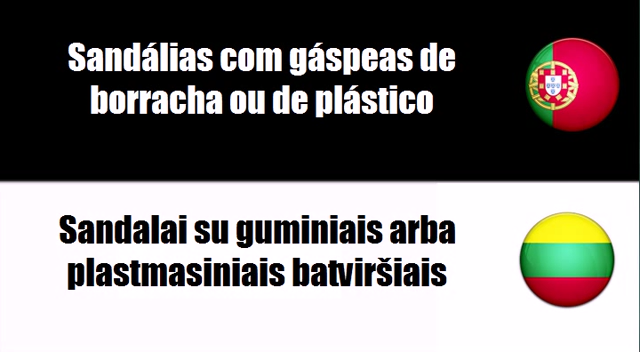 Sandálias com gáspeas de
borracha ou de plástico
Sandalai su guminiais arba
plastmasiniais batviršiais